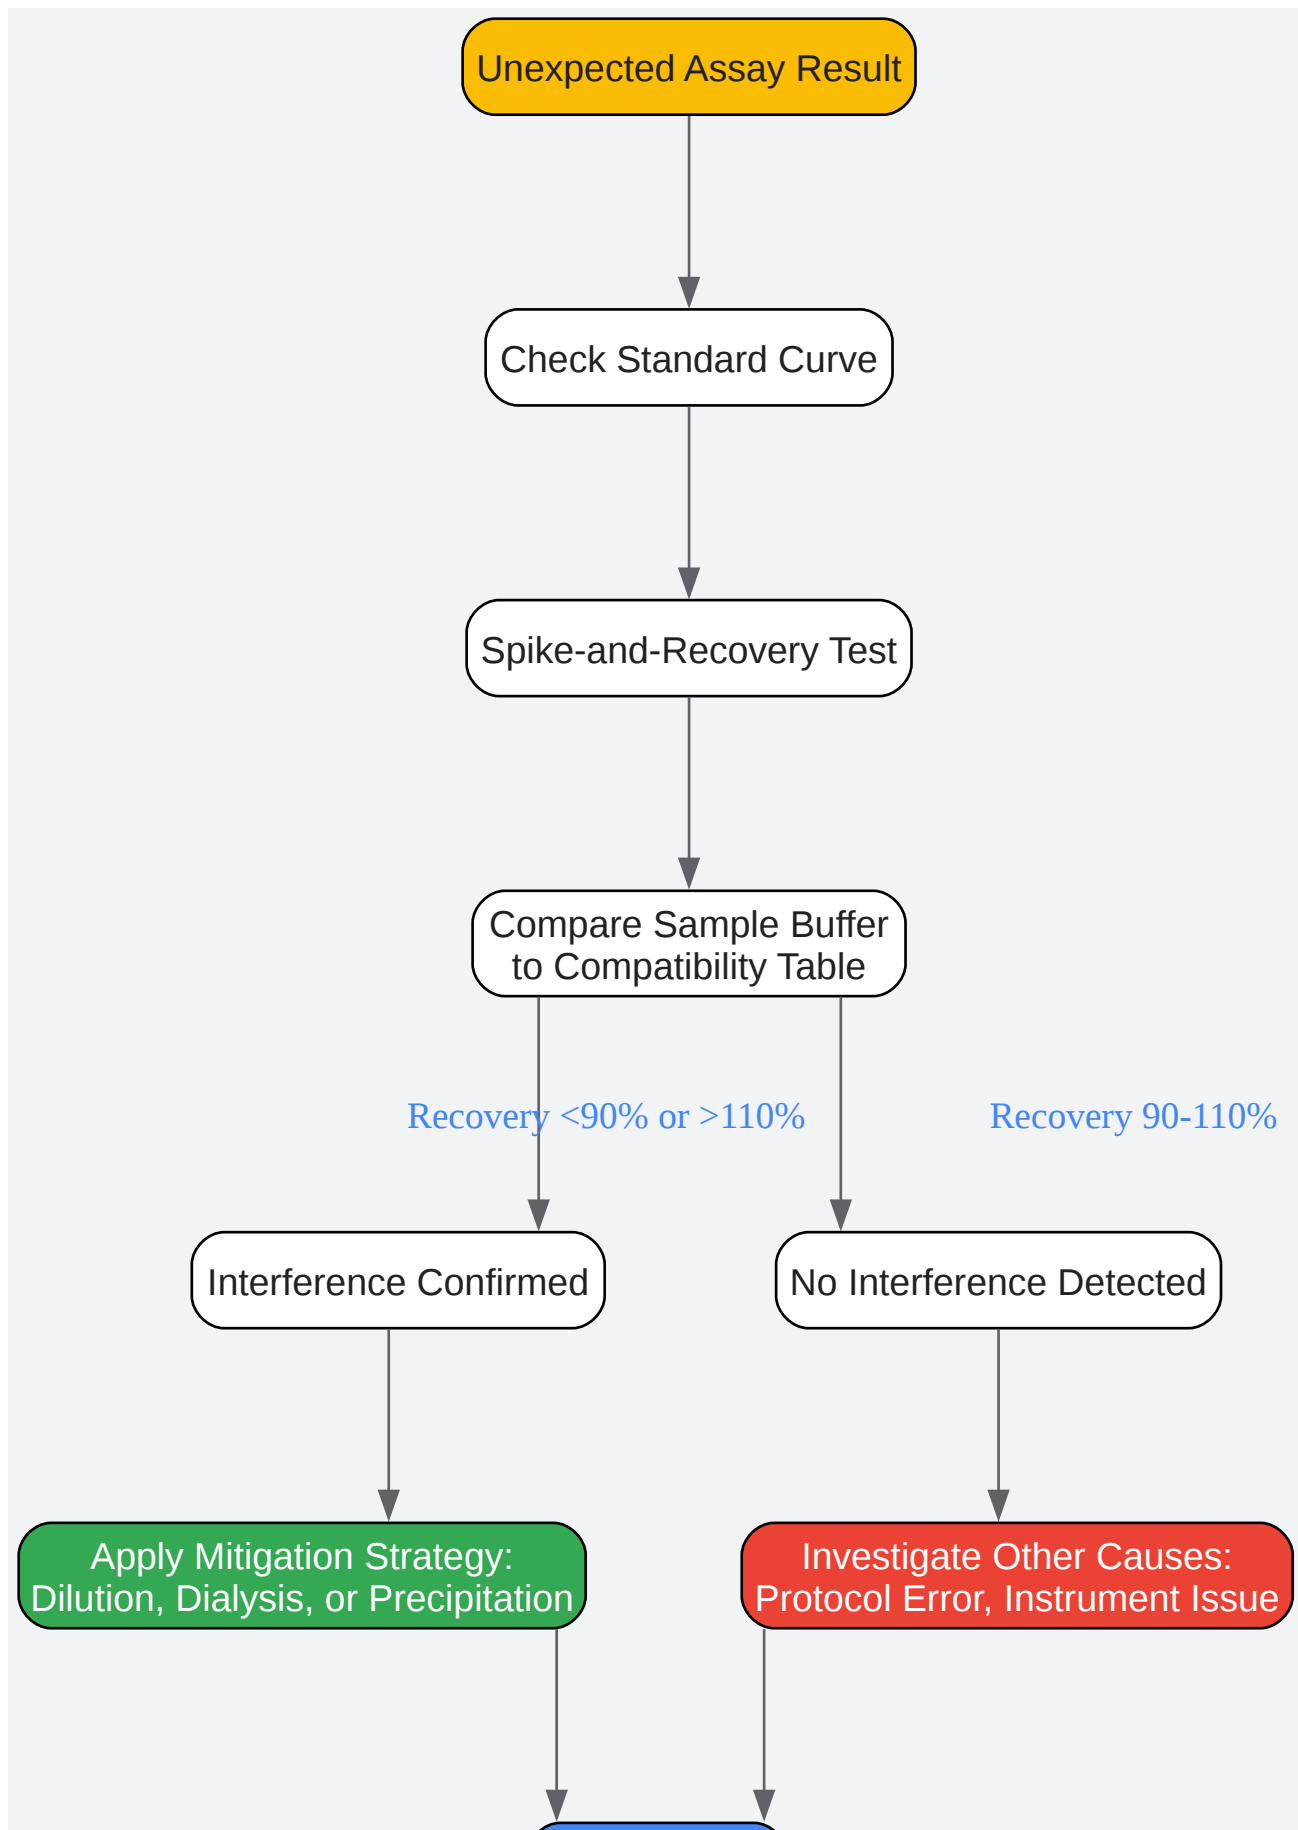 Unexpected Assay Result
Check Standard Curve
Spike-and-Recovery Test
Compare Sample Buffer
to Compatibility Table
Recovery <90% or >110%
Recovery 90-110%
Interference Confirmed
No Interference Detected
Apply Mitigation Strategy:
Dilution, Dialysis, or Precipitation
Investigate Other Causes:
Protocol Error, Instrument Issue